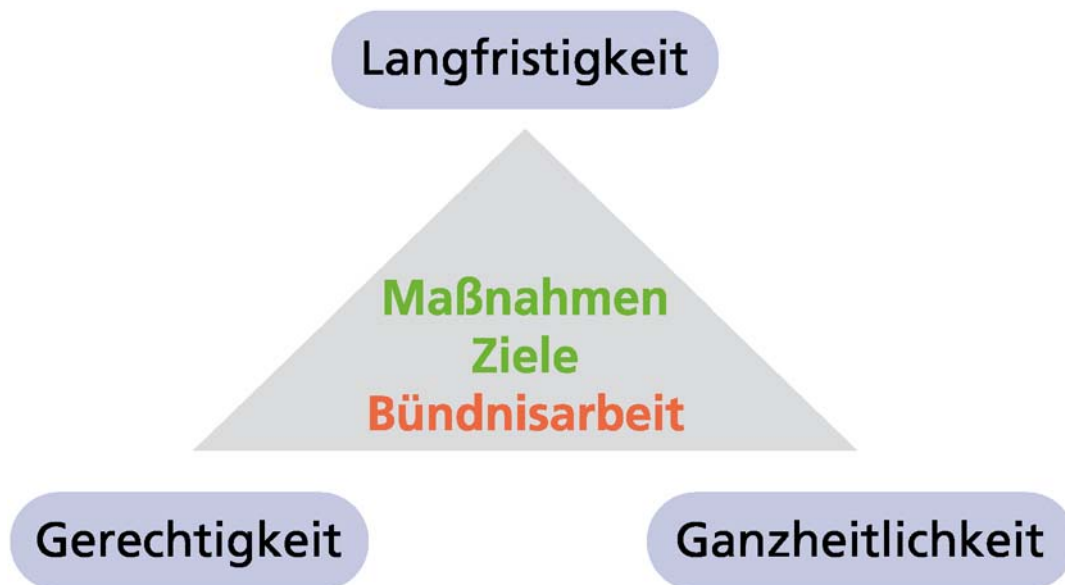 Langfristigkeit
Maßnahmen
Ziele
Bündnisarbeit
Gerechtigkeit
Ganzheitlichkeit